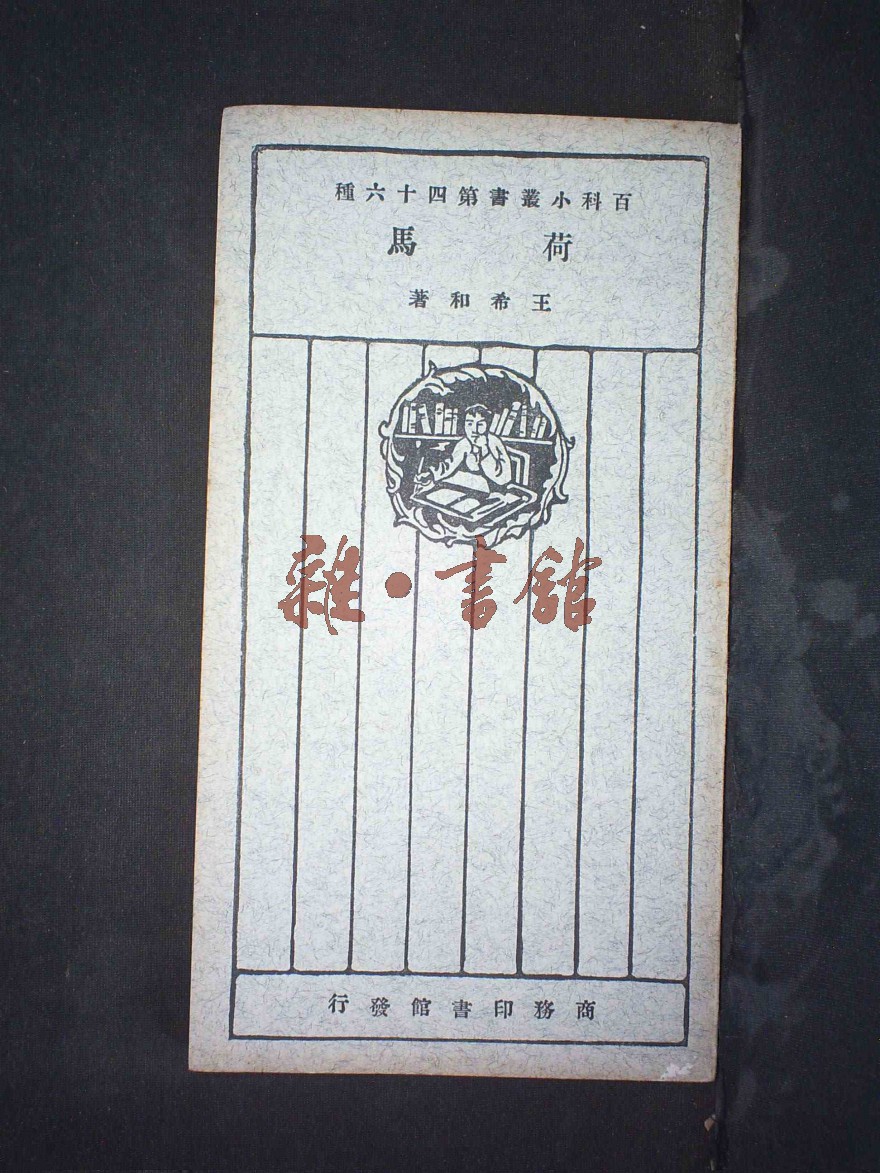 百科小叢書第四十六種
荷馬
王希和著
雜·書館
商務印書館發行